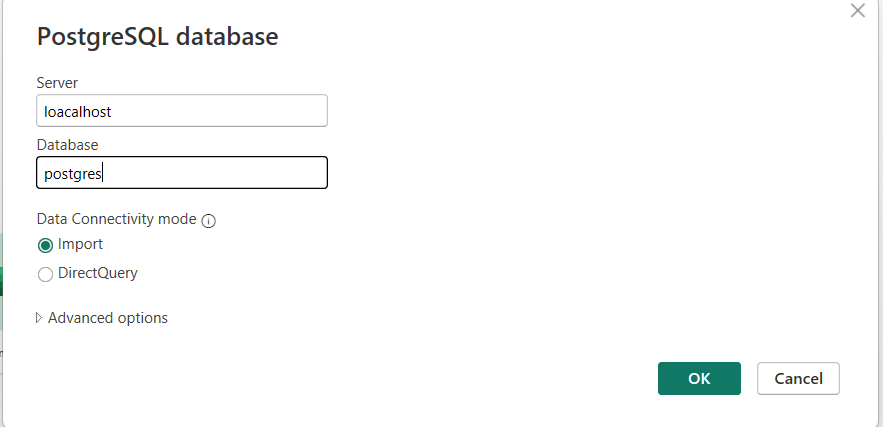 PostgreSQL database
Server
loacalhost
Database
postgres
Data Connectivity mode
Import
DirectQuery
Advanced options
OK Cancel